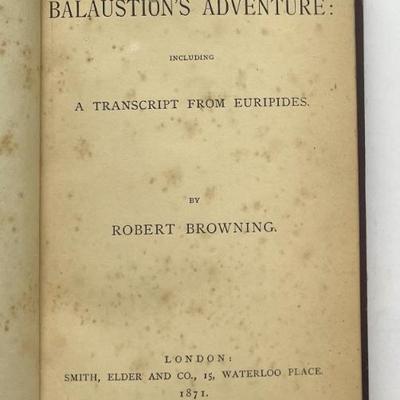 BALAUSTION'S ADVENTURE:
INCLUDING
A TRANSCRIPT FROM EURIPIDES.
BY
ROBERT BROWNING.
LONDON:
SMITH, ELDER AND CO., 15, WATERLOO PLACE.
1871.